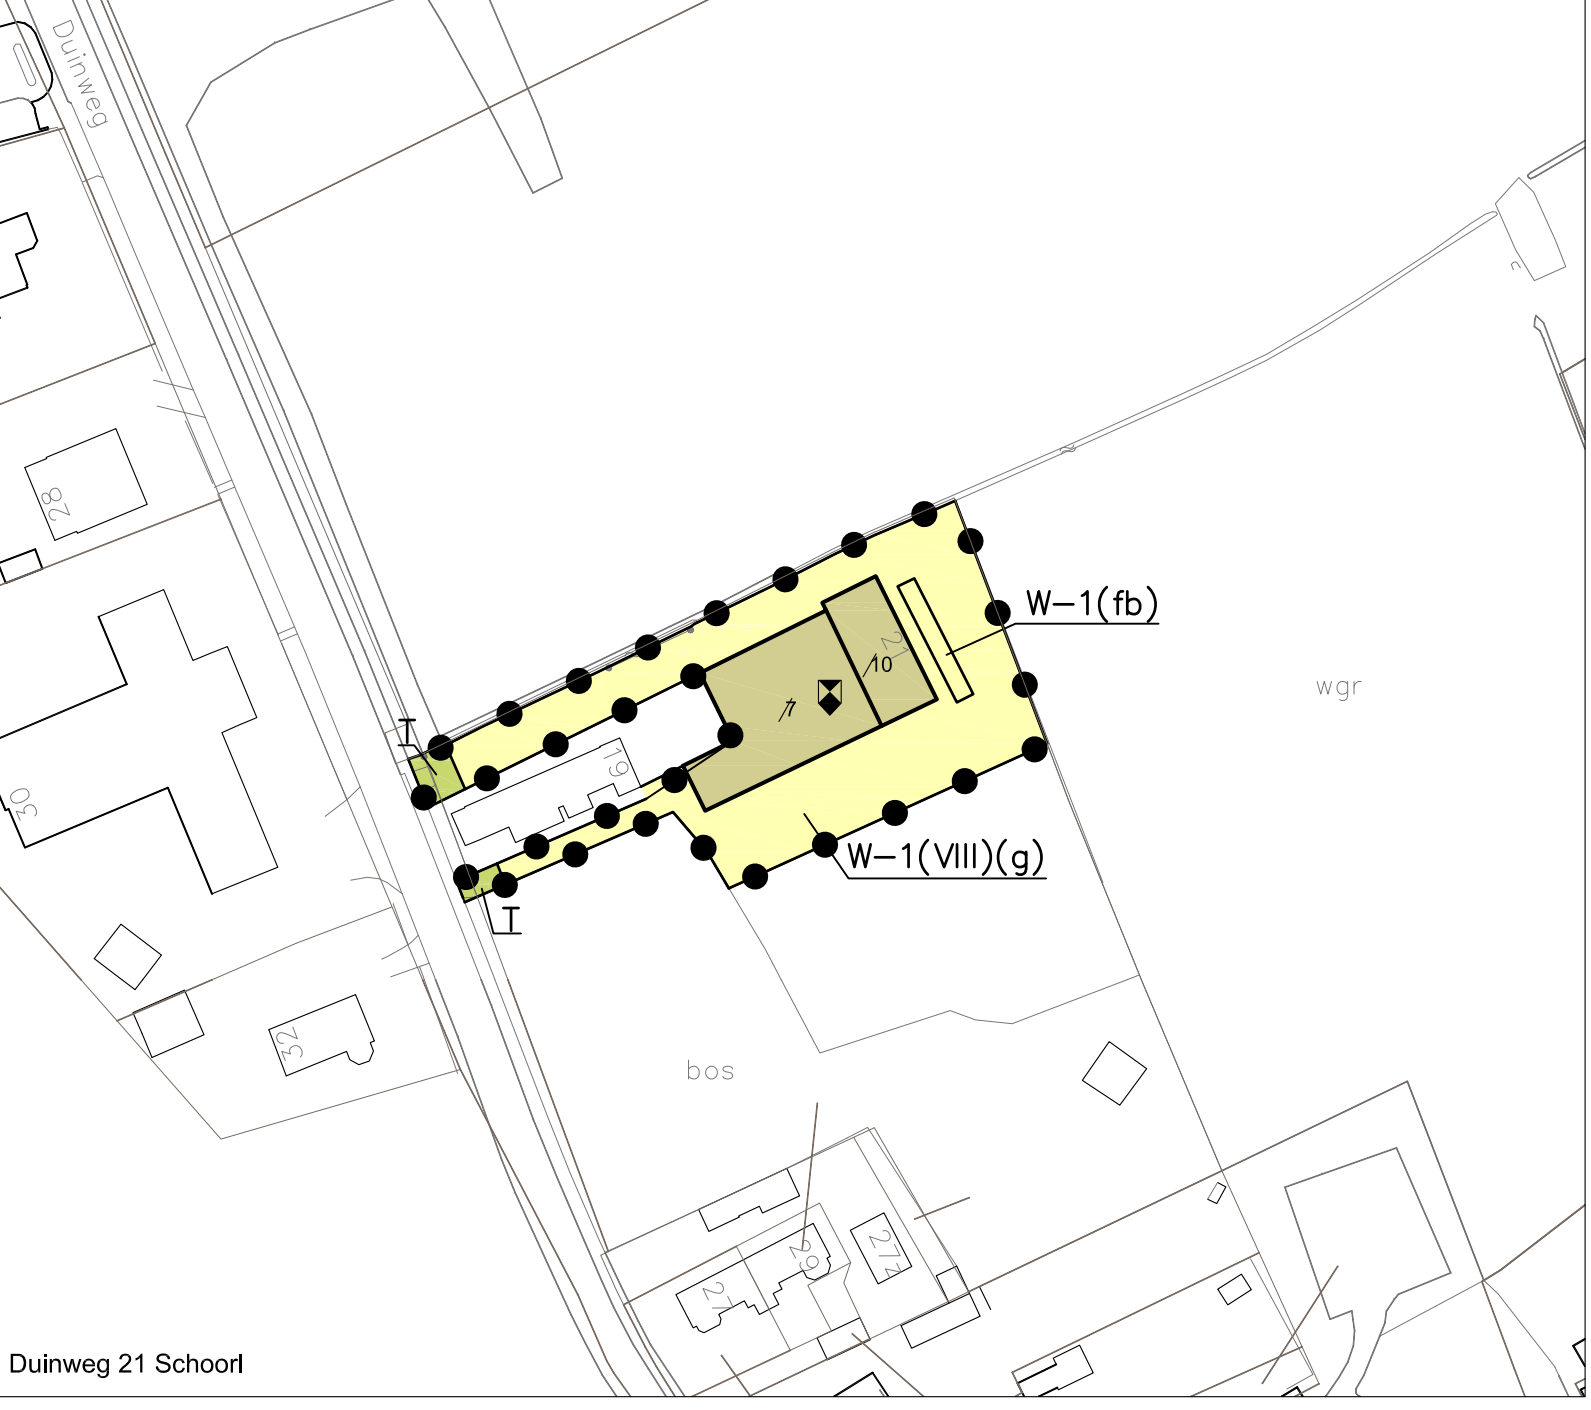 Duinweg
28
W-1(fb)
21
10
7
wgr
T
19
30
W-1(VIII)(g)
T
32
bos
29
27
Duinweg 21 Schoorl